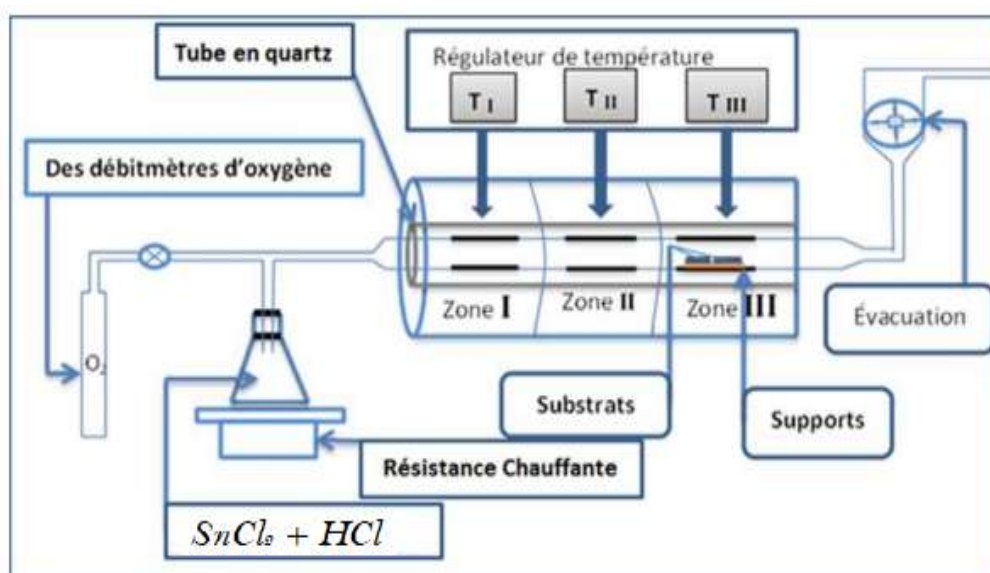 Tube en quartz
Régulateur de température
T I
T II
T III
Des débitmètres d'oxygène
O₂
Zone I
Zone II
Zone III
Évacuation
Substrats
Supports
Résistance Chauffante
SnCl₂ + HCl